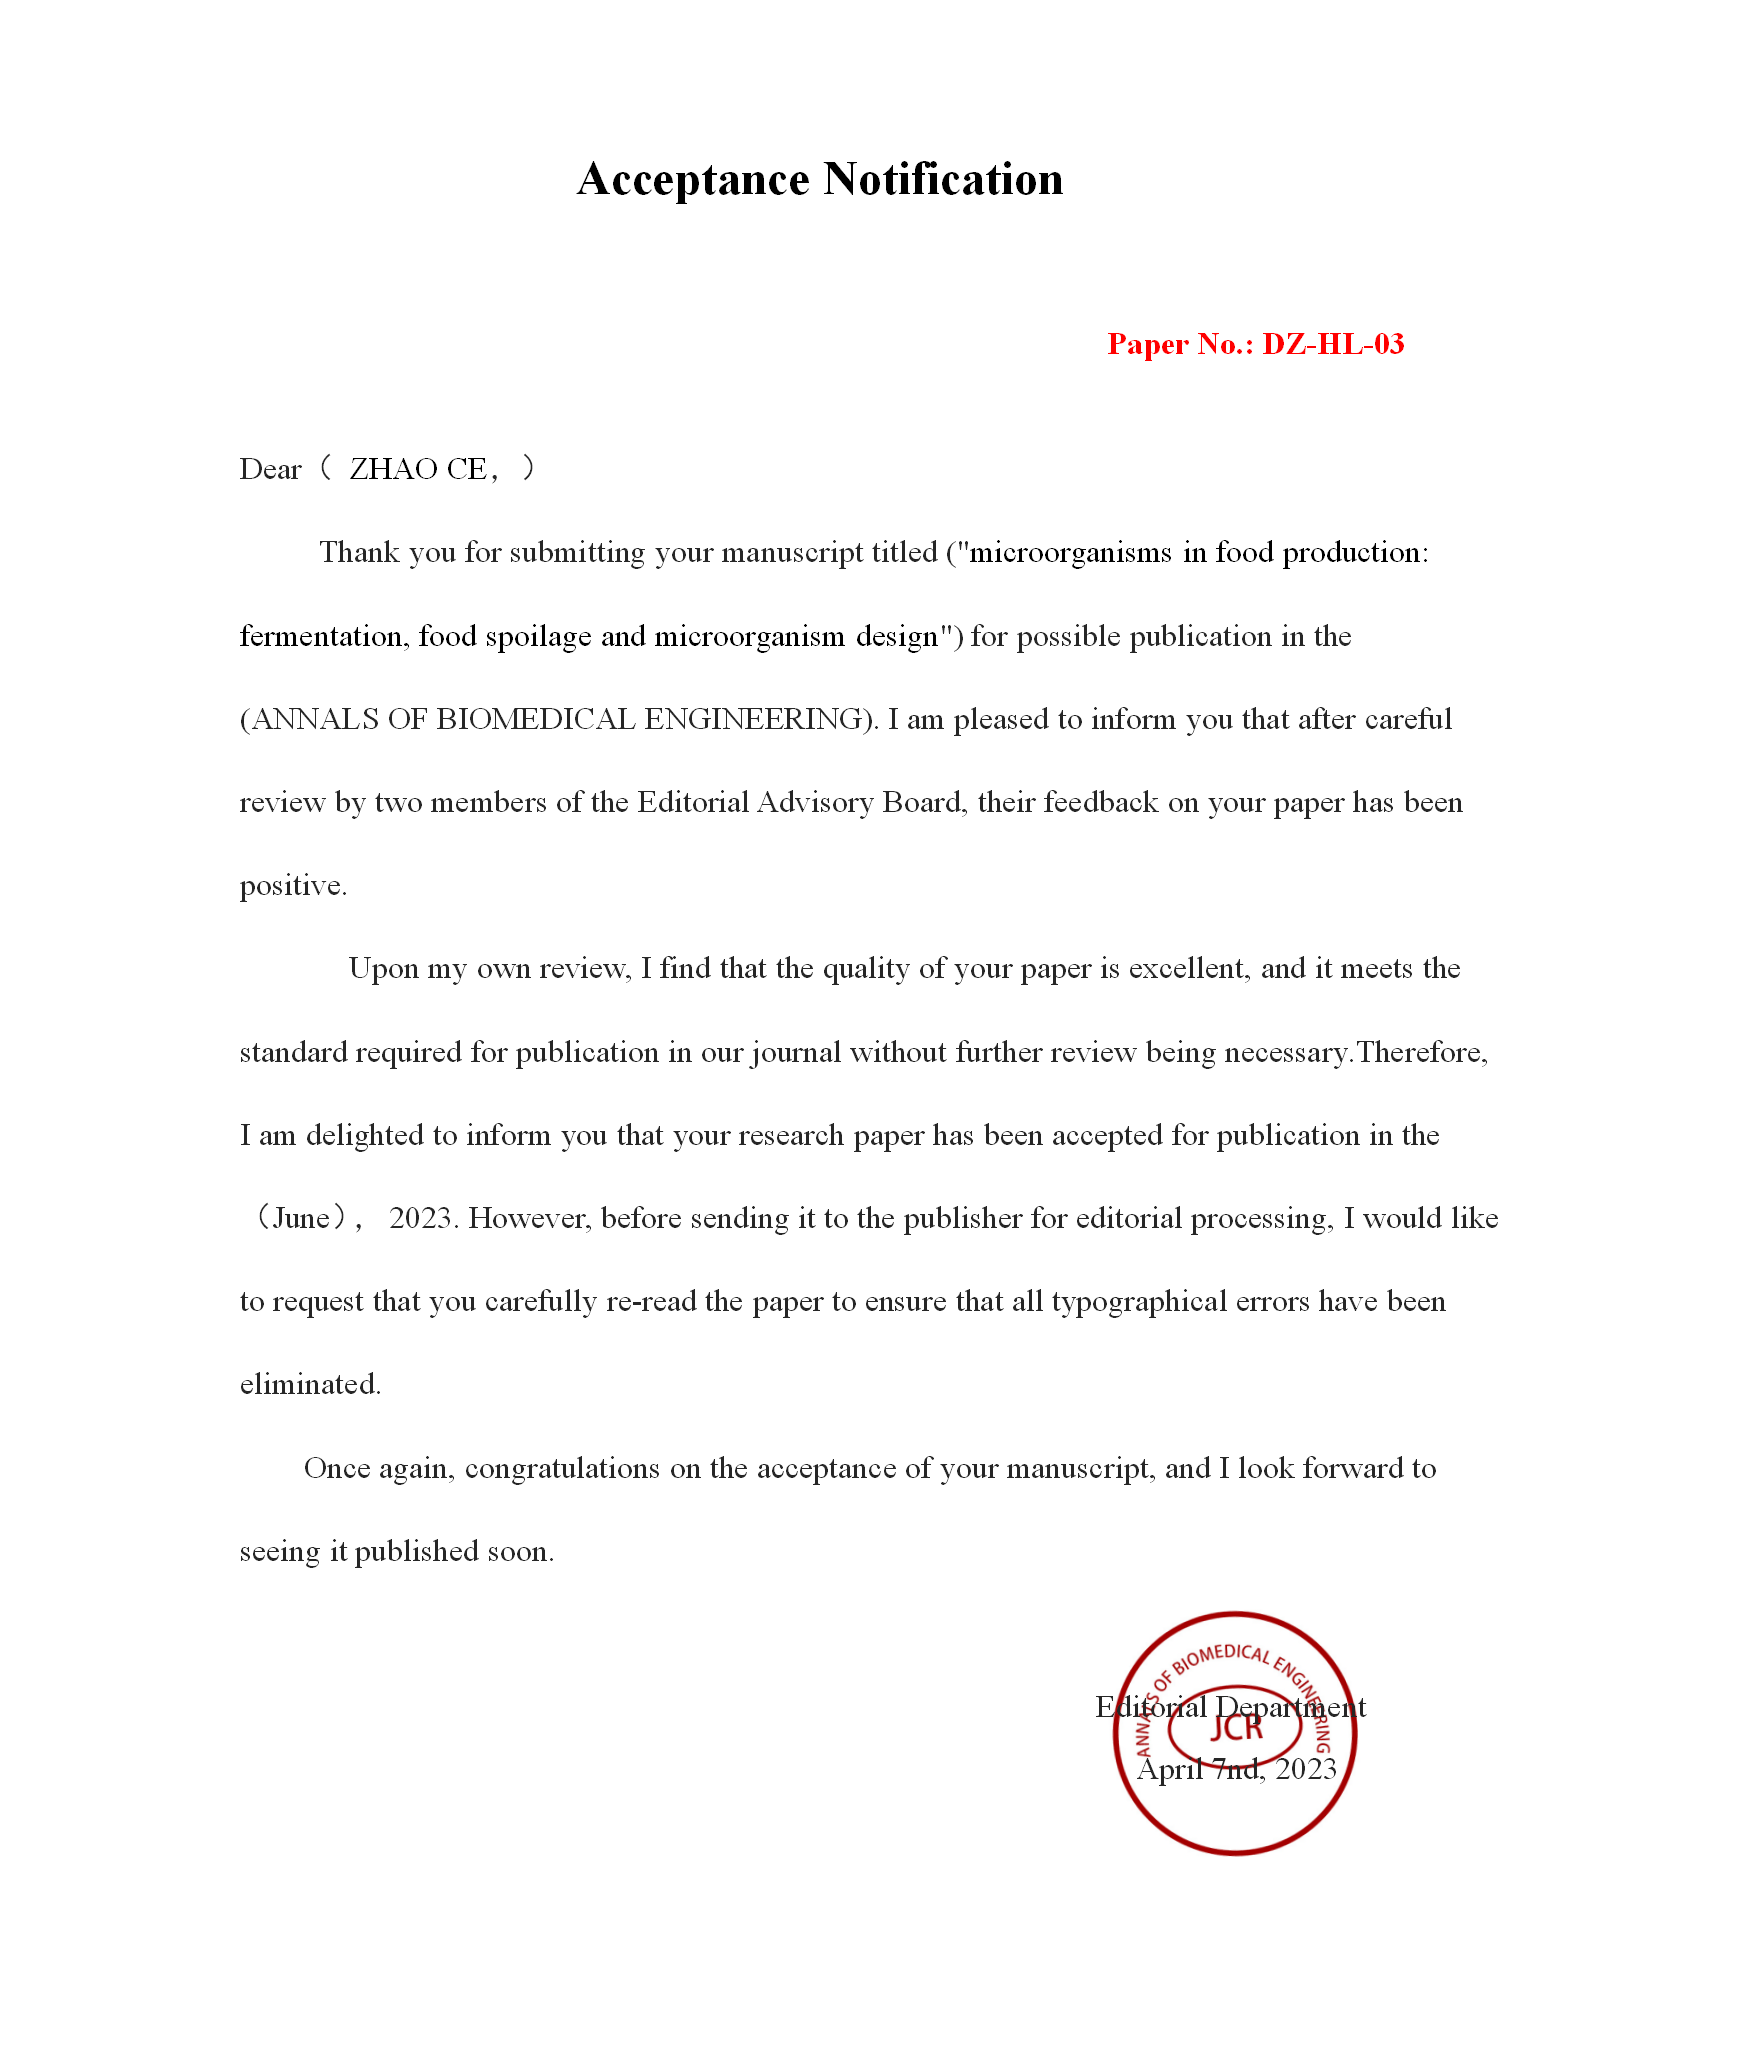 Acceptance Notification
Paper No.: DZ-HL-03
Dear（ ZHAO CE，）
Thank you for submitting your manuscript titled ("microorganisms in food production:
fermentation, food spoilage and microorganism design") for possible publication in the
(ANNALS OF BIOMEDICAL ENGINEERING). I am pleased to inform you that after careful
review by two members of the Editorial Advisory Board, their feedback on your paper has been
positive.
Upon my own review, I find that the quality of your paper is excellent, and it meets the
standard required for publication in our journal without further review being necessary.Therefore,
I am delighted to inform you that your research paper has been accepted for publication in the
（June）， 2023. However, before sending it to the publisher for editorial processing, I would like
to request that you carefully re-read the paper to ensure that all typographical errors have been
eliminated.
Once again, congratulations on the acceptance of your manuscript, and I look forward to
seeing it published soon.
ANNALS OF BIOMEDICAL ENGINEERING
Editorial Department
JCR
April 7nd, 2023